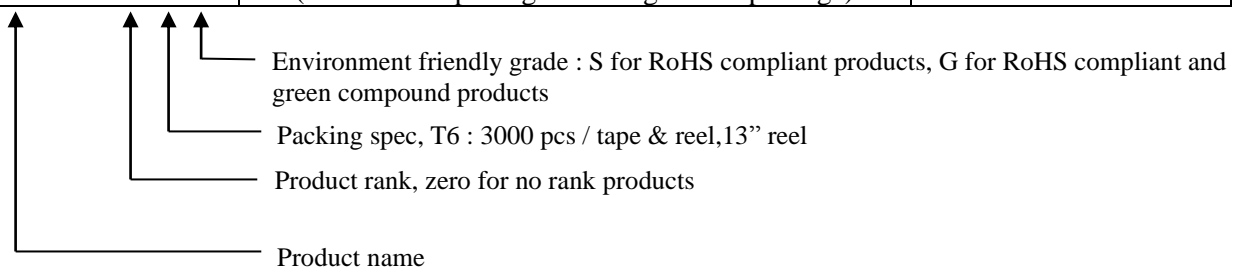 Environment friendly grade : S for RoHS compliant products, G for RoHS compliant and
green compound products
Packing spec, T6 : 3000 pcs / tape & reel,13” reel
Product rank, zero for no rank products
Product name